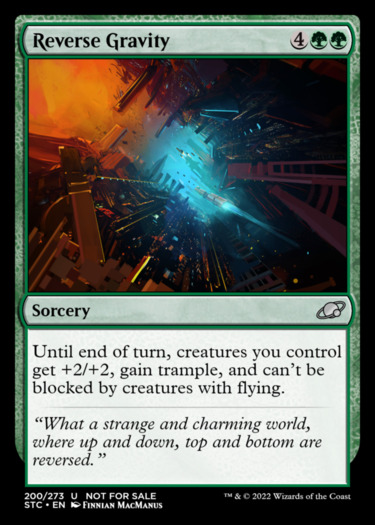 Reverse Gravity 4
Sorcery
Until end of turn, creatures you control
get +2/+2, gain trample, and can't be
blocked by creatures with flying.
"What a strange and charming world,
where up and down, top and bottom are
reversed."
200/273 U NOT FOR SALE
STC • EN Finnian MacManus
™ & © 2022 Wizards of the Coast